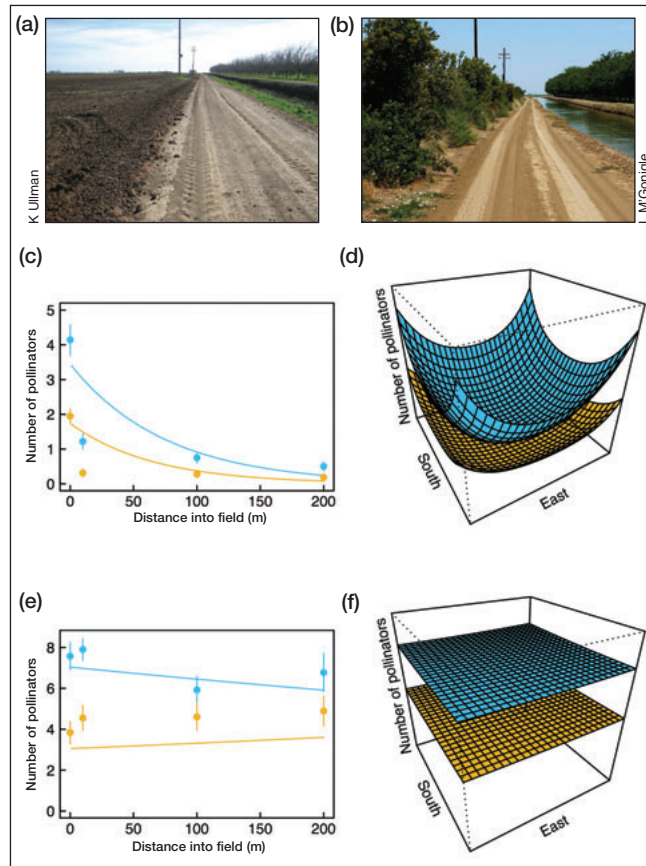 (a)
(b)
K Ullman
L M'Gonigle
(c)
(d)
Number of pollinators
5
4
3
2
1
0
0
50
100
150
200
Distance into field (m)
Number of pollinators
South
East
(e)
(f)
Number of pollinators
8
6
4
2
0
0
50
100
150
200
Distance into field (m)
Number of pollinators
South
East